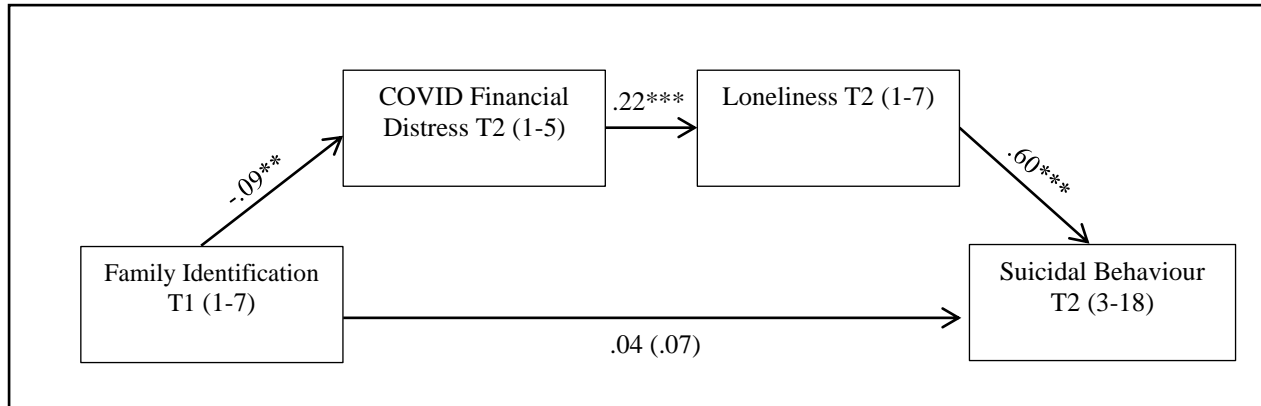 COVID Financial
Distress T2 (1-5)
.22***
Loneliness T2 (1-7)
-.09**
.60***
Family Identification
T1 (1-7)
Suicidal Behaviour
T2 (3-18)
.04 (.07)